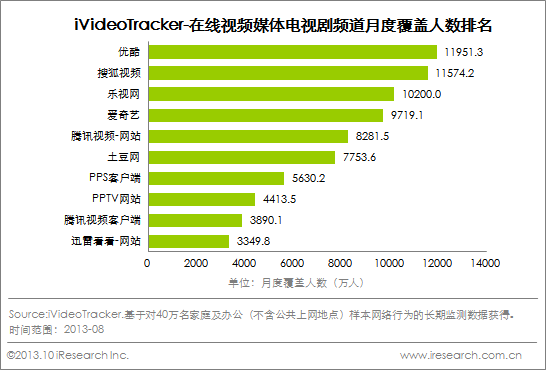 iVideoTracker-在线视频媒体电视剧频道月度覆盖人数排名
优酷 11951.3
搜狐视频 11574.2
乐视网 10200.0
爱奇艺 9719.1
腾讯视频-网站 8281.5
土豆网 7753.6
PPS客户端 5630.2
PPTV网站 4413.5
腾讯视频客户端 3890.1
迅雷看看-网站 3349.8
0 2000 4000 6000 8000 10000 12000 14000
单位：月度覆盖人数（万人）
Source:iVideoTracker.基于对40万名家庭及办公（不含公共上网地点）样本网络行为的长期监测数据获得。
时间范围：2013-08
©2013.10 iResearch Inc. www.iresearch.com.cn